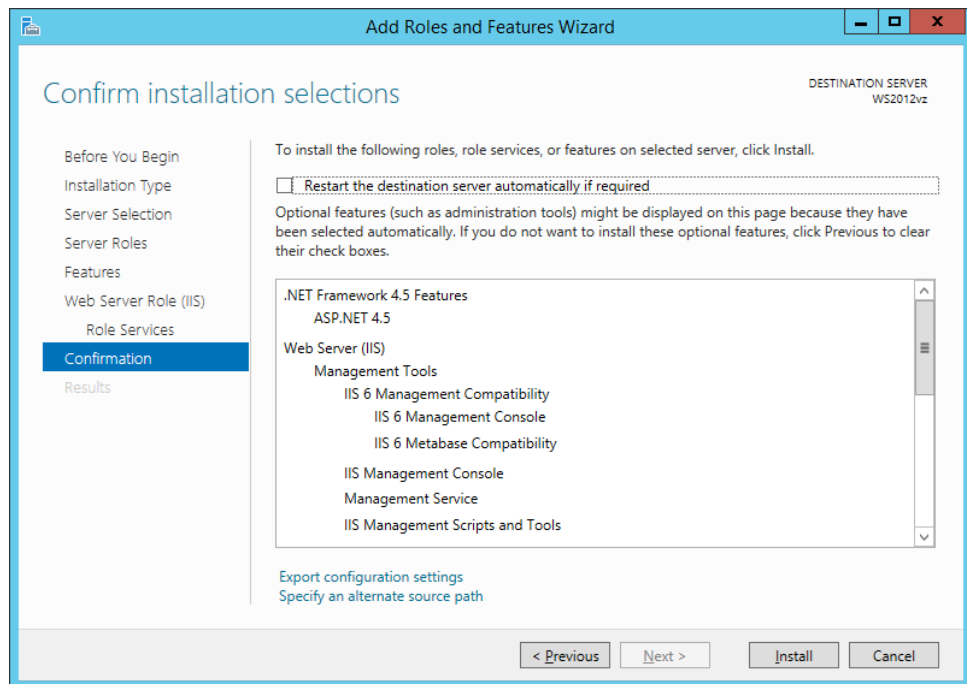 Add Roles and Features Wizard
Confirm installation selections
DESTINATION SERVER
WS2012vz
Before You Begin
Installation Type
Server Selection
Server Roles
Features
Web Server Role (IIS)
Role Services
Confirmation
Results
To install the following roles, role services, or features on selected server, click Install.
Restart the destination server automatically if required
Optional features (such as administration tools) might be displayed on this page because they have
been selected automatically. If you do not want to install these optional features, click Previous to clear
their check boxes.
.NET Framework 4.5 Features
ASP.NET 4.5
Web Server (IIS)
Management Tools
IIS 6 Management Compatibility
IIS 6 Management Console
IIS 6 Metabase Compatibility
IIS Management Console
Management Service
IIS Management Scripts and Tools
Export configuration settings
Specify an alternate source path
< Previous
Next >
Install
Cancel